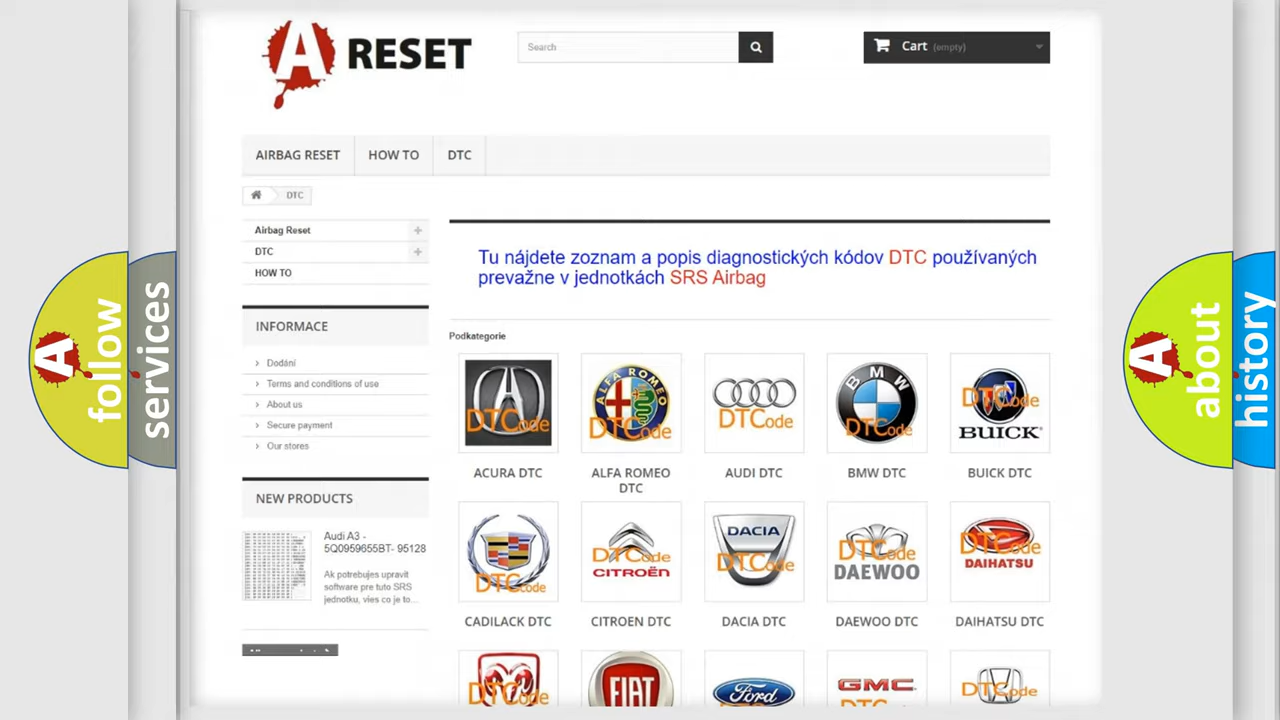 A RESET
Search
Cart (empty)
AIRBAG RESET
HOW TO
DTC
DTC
Airbag Reset
DTC
HOW TO
Tu nájdete zoznam a popis diagnostických kódov DTC používaných
prevažne v jednotkách SRS Airbag
INFORMACE
Dodání
Terms and conditions of use
About us
Secure payment
Our stores
NEW PRODUCTS
Audi A3 -
5Q0959655BT- 95128
Ak potrebujes upravit
software pre tuto SRS
jednotku, vies co je to...
Podkategorie
DTCode
ALFA ROMEO
DTCode
DTCode
BMW
DTCode
DTCode
BUICK
ACURA DTC
ALFA ROMEO
DTC
AUDI DTC
BMW DTC
BUICK DTC
DTCode
DTCode
CITROËN
DACIA
DTCode
DTCode
DAEWOO
DTCode
DAIHATSU
CADILACK DTC
CITROEN DTC
DACIA DTC
DAEWOO DTC
DAIHATSU DTC
DTCode
FIAT
Ford
GMC
DTCode
A follow
services
A about
history